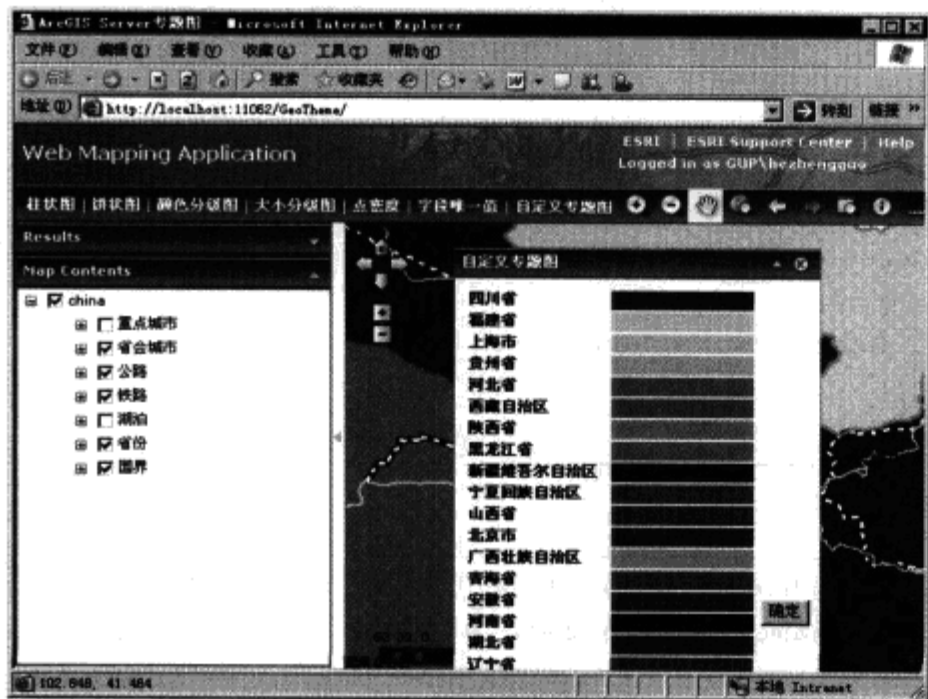 ArcGIS Server专题图 - Microsoft Internet Explorer
文件(F) 编辑(E) 查看(V) 收藏(A) 工具(T) 帮助(H)
后退 搜索 收藏夹
地址(D) http://localhost:11062/GeoTheme/ 转到 链接 »
Web Mapping Application
ESRI | ESRI Support Center | Help
Logged in as GUP\hezhengguo
柱状图 | 饼状图 | 颜色分级图 | 大小分级图 | 点密度 | 字段唯一值 | 自定义专题图
Results
Map Contents
china
重点城市
省会城市
公路
铁路
湖泊
省份
国界
自定义专题图
四川省
福建省
上海市
贵州省
河北省
西藏自治区
陕西省
黑龙江省
新疆维吾尔自治区
宁夏回族自治区
山西省
北京市
广西壮族自治区
青海省
安徽省
河南省
湖北省
辽宁省
确定
102.648, 41.464
本地 Intranet